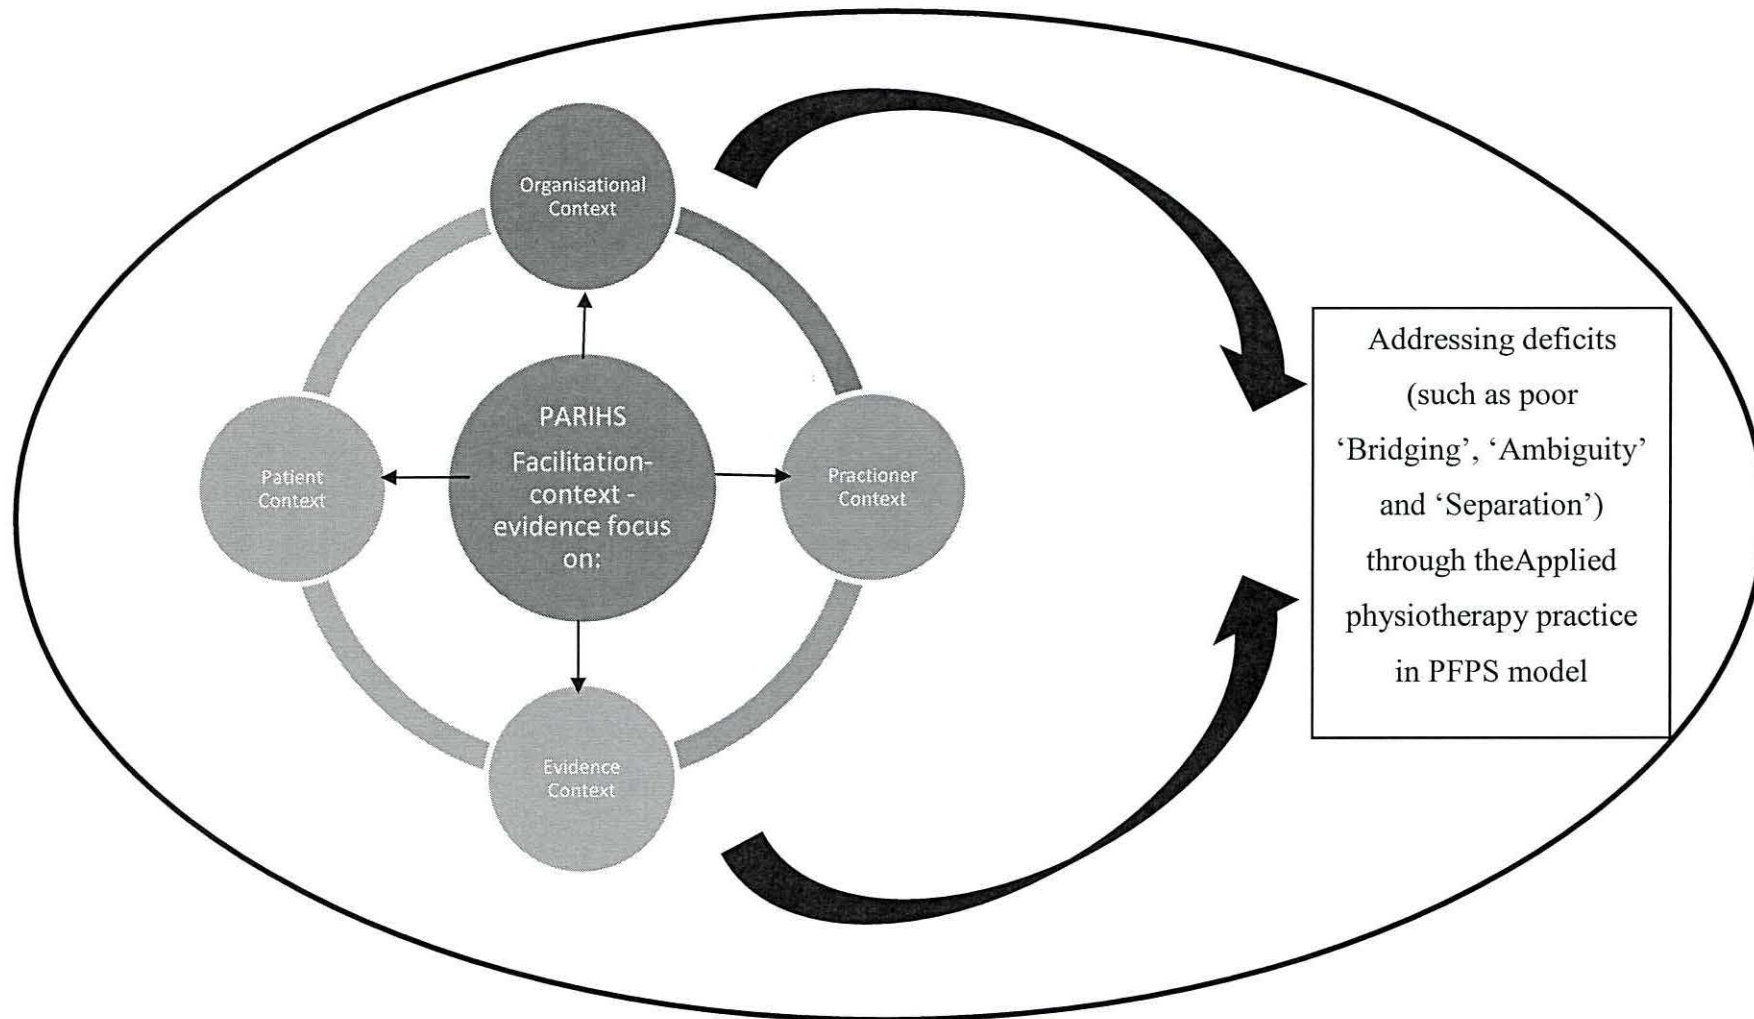 Organisational
Context
PARIHS
Facilitation-
context -
evidence focus
on:
Patient
Context
Practioner
Context
Evidence
Context
Addressing deficits
(such as poor
‘Bridging’, ‘Ambiguity’
and ‘Separation’)
through theApplied
physiotherapy practice
in PFPS model